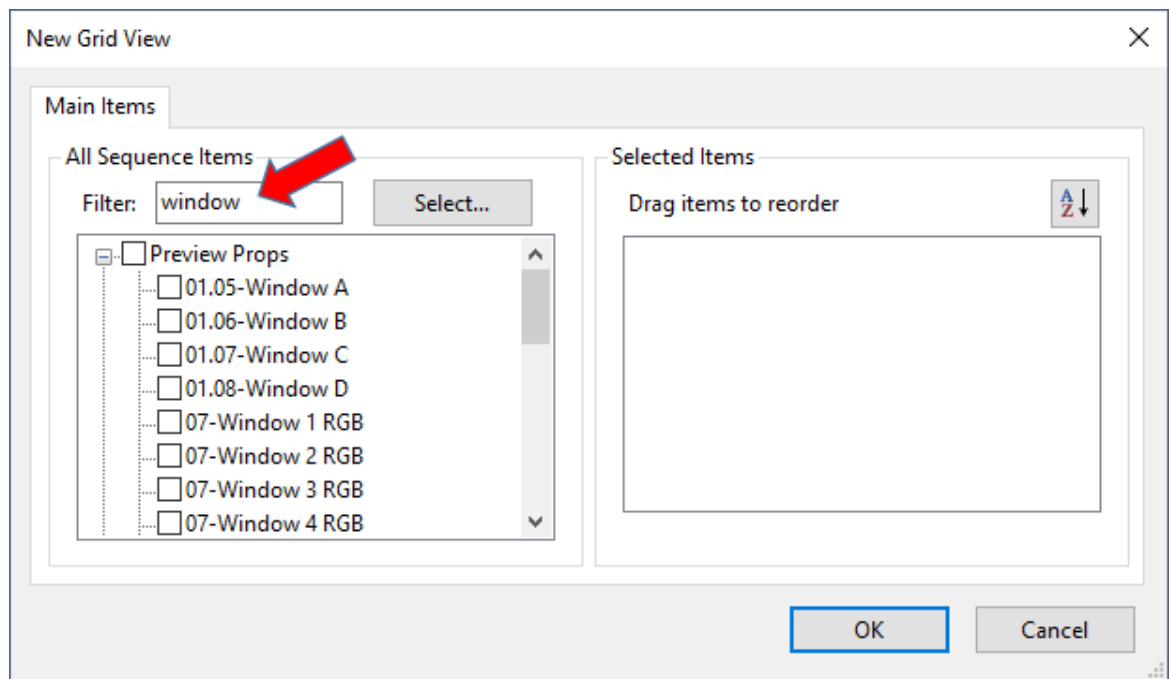 New Grid View
Main Items
All Sequence Items
Filter: window Select...
Preview Props
01.05-Window A
01.06-Window B
01.07-Window C
01.08-Window D
07-Window 1 RGB
07-Window 2 RGB
07-Window 3 RGB
07-Window 4 RGB
Selected Items
Drag items to reorder
A
Z
OK Cancel